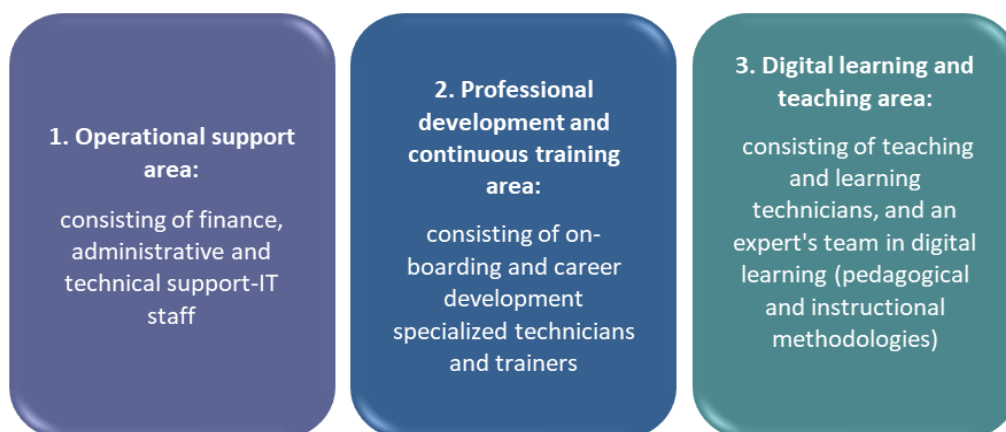 1. Operational support
area:
consisting of finance,
administrative and
technical support-IT
staff
2. Professional
development and
continuous training
area:
consisting of on-
boarding and career
development
specialized technicians
and trainers
3. Digital learning and
teaching area:
consisting of teaching
and learning
technicians, and an
expert's team in digital
learning (pedagogical
and instructional
methodologies)